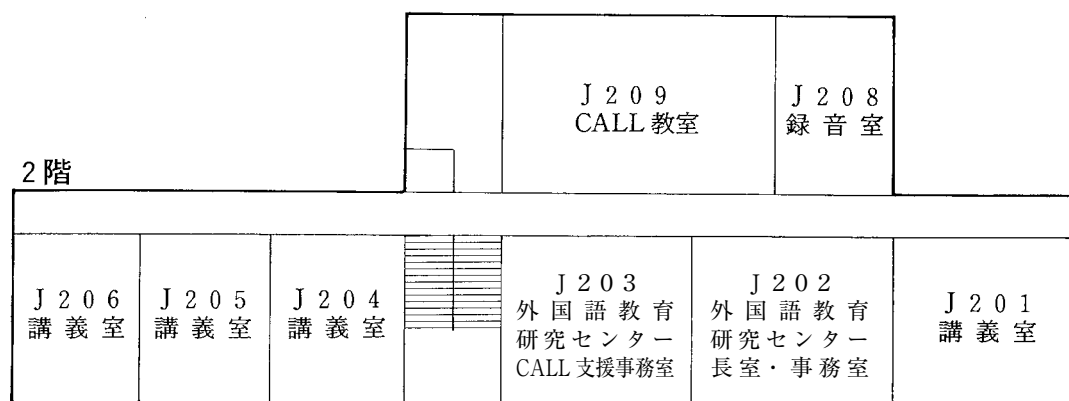 J209
CALL教室
J208
録音室
2階
J206
講義室
J205
講義室
J204
講義室
J203
外国語教育
研究センター
CALL支援事務室
J202
外国語教育
研究センター
長室・事務室
J201
講義室